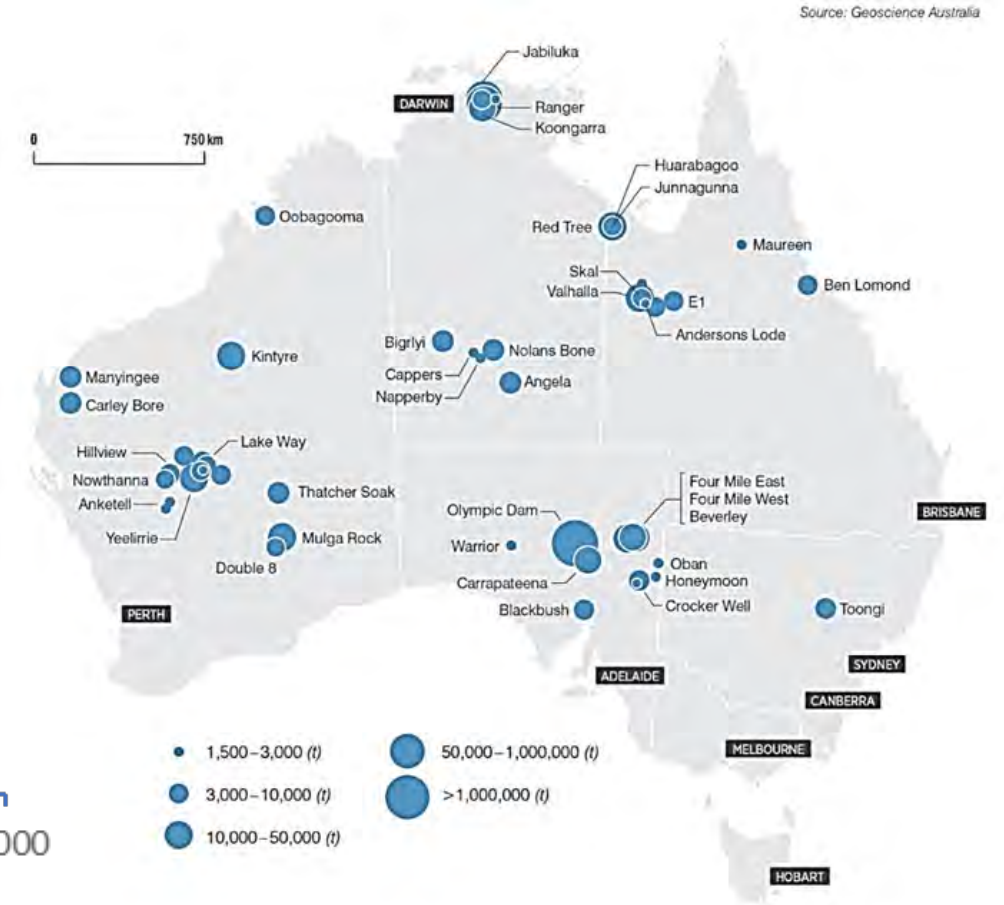 Source: Geoscience Australia
Jabiluka
DARWIN
Ranger
Koongarra
0 750 km
Huarabagoo
Junnagunna
Red Tree
Oobagooma
Maureen
Skal
Valhalla
E1
Ben Lomond
Andersons Lode
Bigrlyi
Nolans Bone
Kintyre
Cappers
Angela
Napperby
Manyingee
Carley Bore
Lake Way
Hillview
Nowthanna
Thatcher Soak
Anketell
Yeelirrie
Mulga Rock
Double 8
Four Mile East
Four Mile West
Beverley
Olympic Dam
BRISBANE
Warrior
Oban
Carrapateena
Honeymoon
Crocker Well
Blackbush
Toongi
PERTH
SYDNEY
ADELAIDE
CANBERRA
MELBOURNE
1,500–3,000 (t)
50,000–1,000,000 (t)
3,000–10,000 (t)
>1,000,000 (t)
10,000–50,000 (t)
000
HOBART